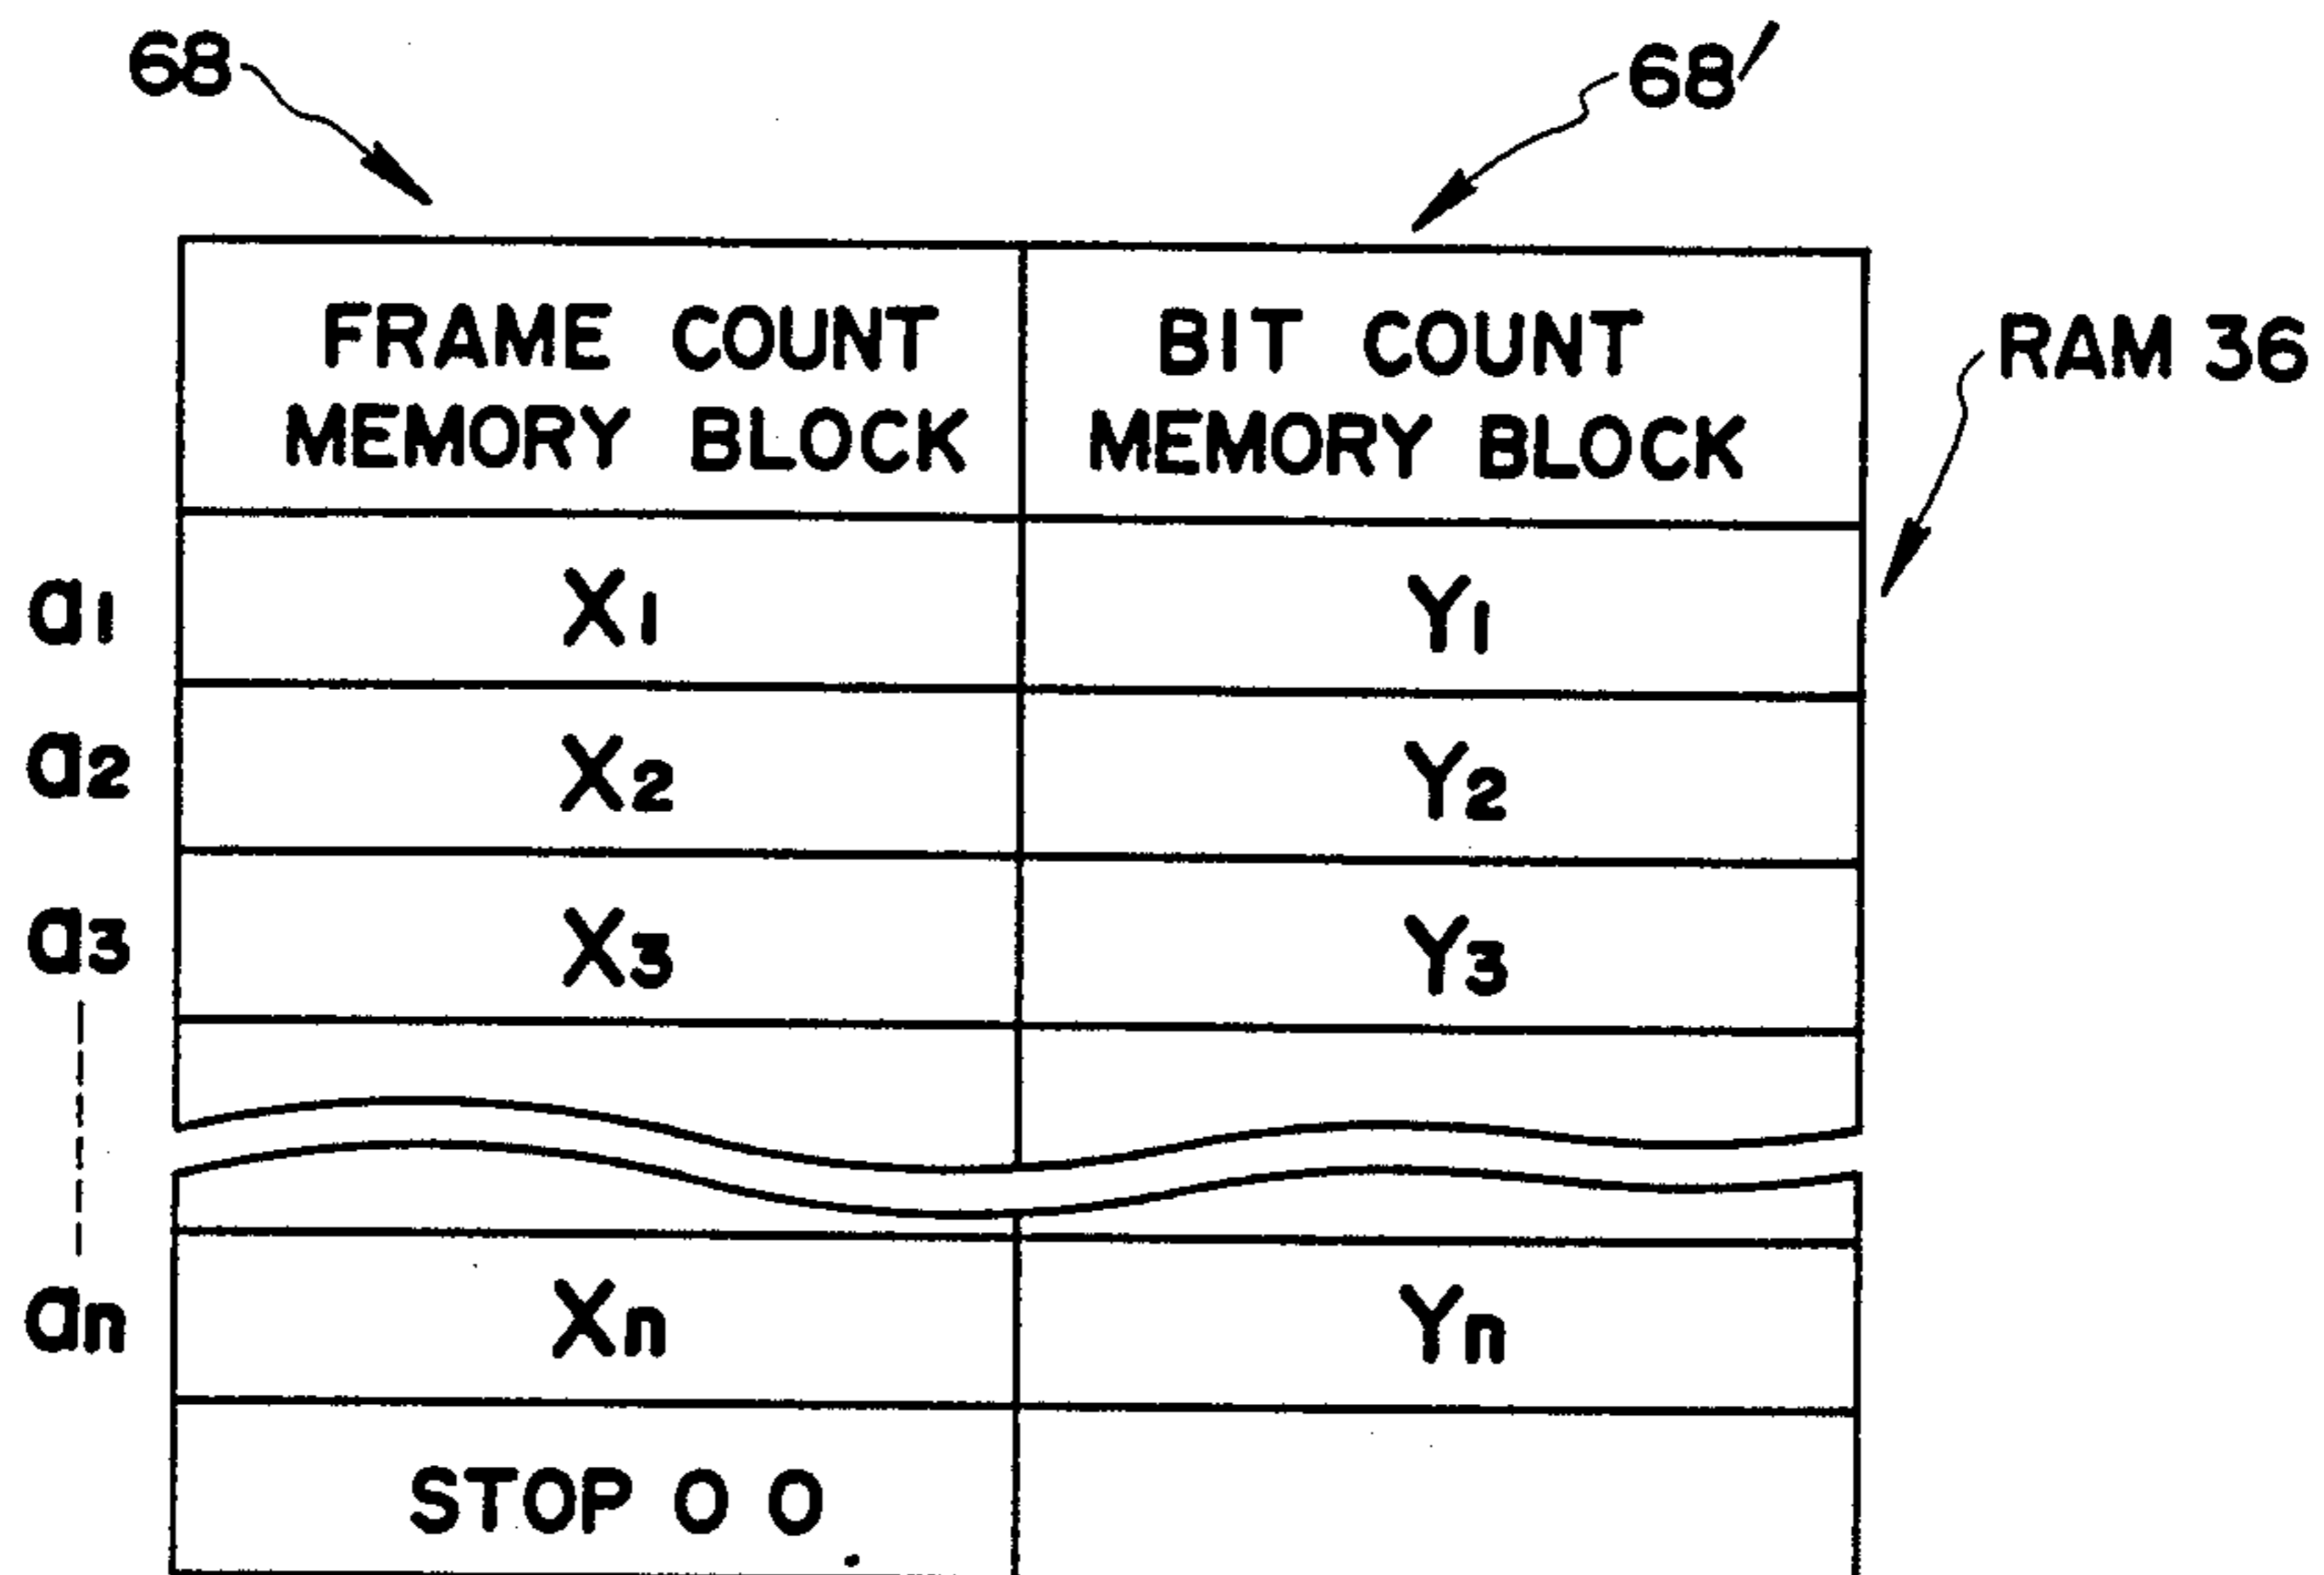 68 68'
FRAME COUNT MEMORY BLOCK
BIT COUNT MEMORY BLOCK
RAM 36
a1 X1 Y1
a2 X2 Y2
a3 X3 Y3
an Xn Yn
STOP 0 0